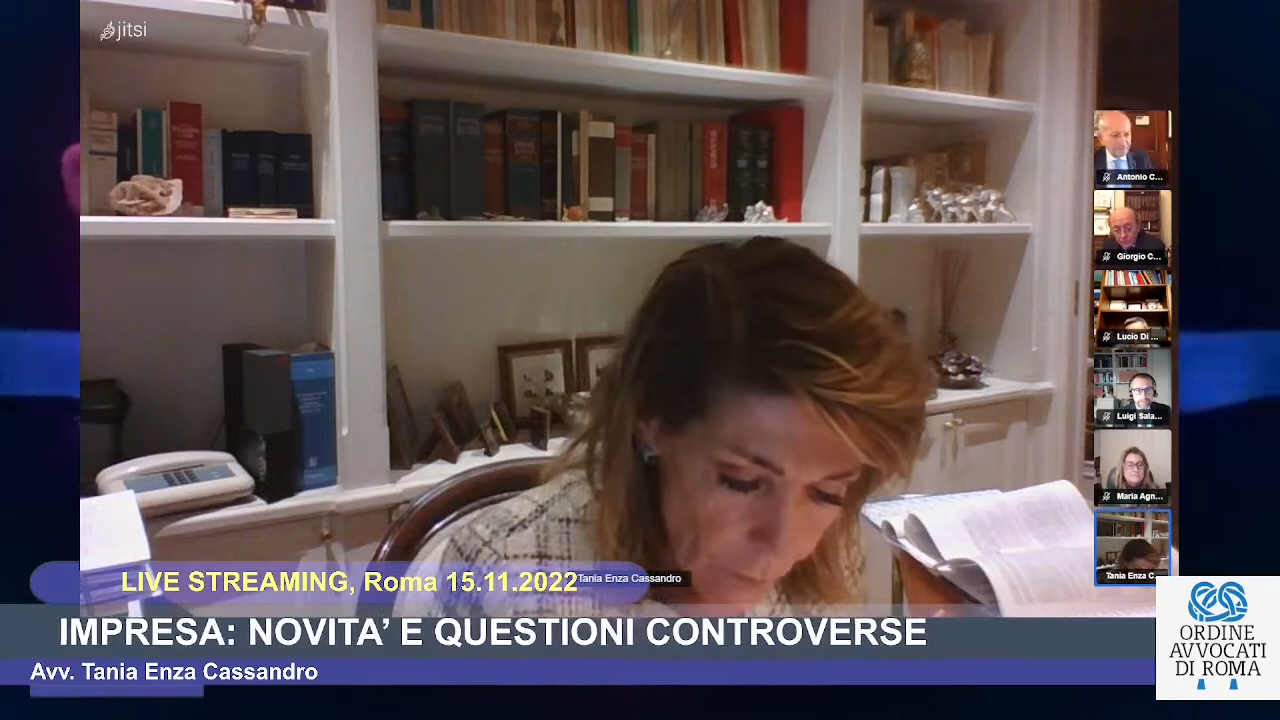 jitsi
Antonio C...
Giorgio C...
Lucio Di ...
Luigi Sala...
Maria Agn...
Tania Enza C...
Tania Enza Cassandro
LIVE STREAMING, Roma 15.11.2022
IMPRESA: NOVITA’ E QUESTIONI CONTROVERSE
Avv. Tania Enza Cassandro
ORDINE
AVVOCATI
DI ROMA